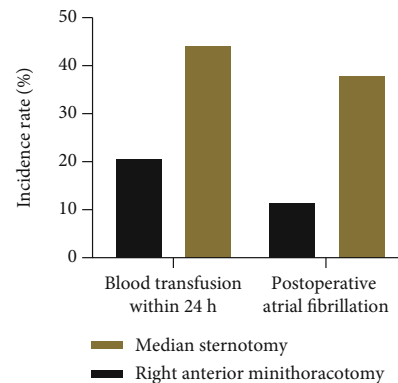 50
40
30
20
10
0
Incidence rate (%)
Blood transfusion
within 24 h
Postoperative
atrial fibrillation
Median sternotomy
Right anterior minithoracotomy